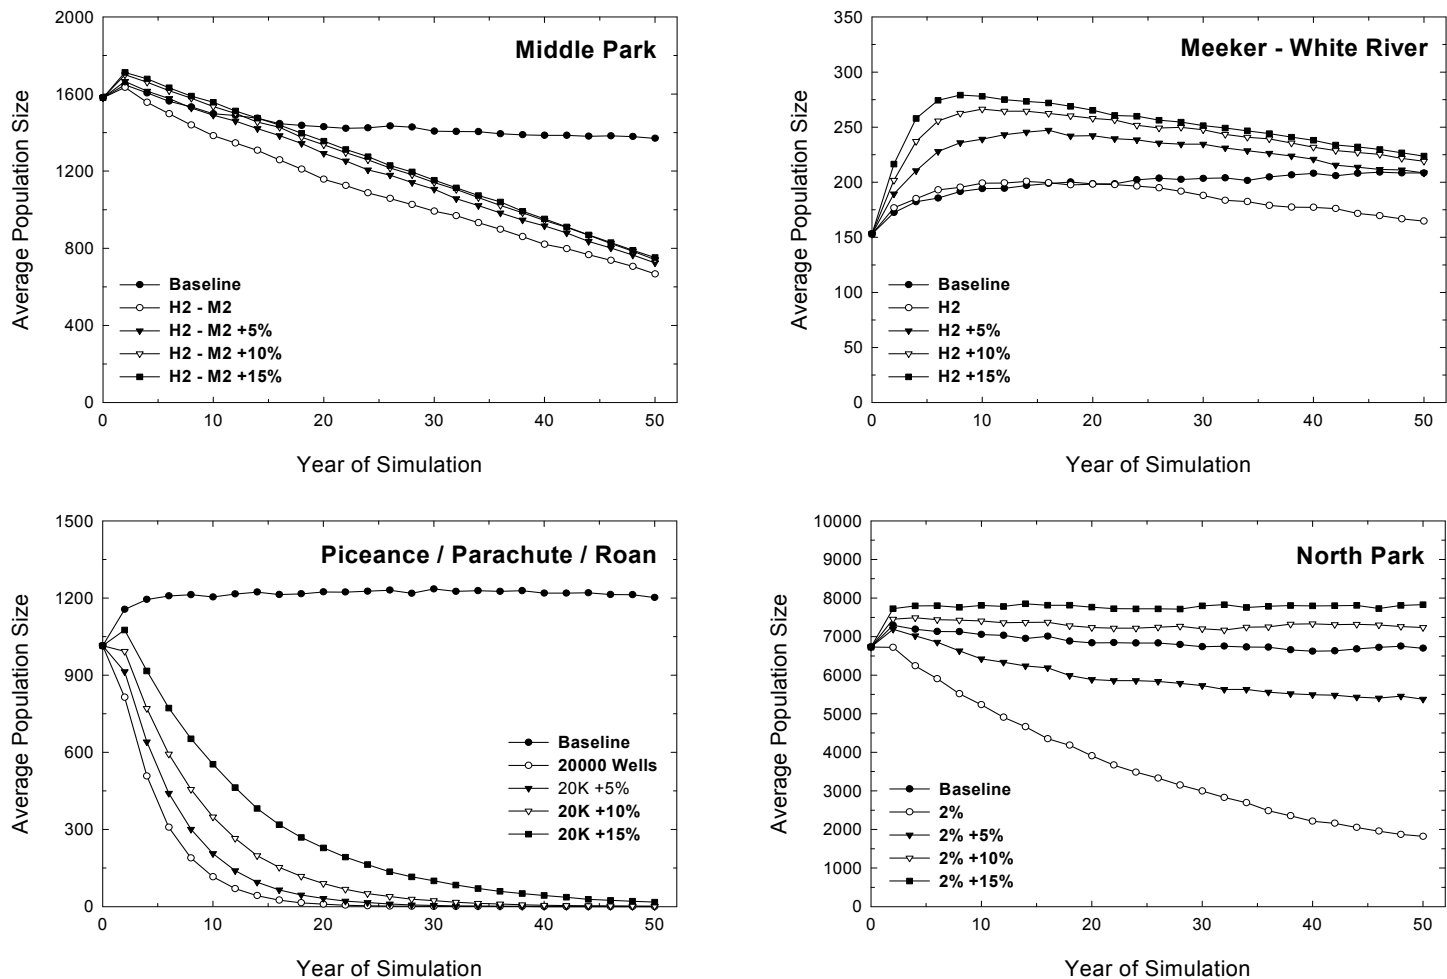 Middle Park
Average Population Size
2000
1600
1200
800
400
0
Baseline
H2 - M2
H2 - M2 +5%
H2 - M2 +10%
H2 - M2 +15%
0 10 20 30 40 50
Year of Simulation
Meeker - White River
Average Population Size
350
300
250
200
150
100
50
0
Baseline
H2
H2 +5%
H2 +10%
H2 +15%
0 10 20 30 40 50
Year of Simulation
Piceance / Parachute / Roan
Average Population Size
1500
1200
900
600
300
0
Baseline
20000 Wells
20K +5%
20K +10%
20K +15%
0 10 20 30 40 50
Year of Simulation
North Park
Average Population Size
10000
9000
8000
7000
6000
5000
4000
3000
2000
1000
0
Baseline
2%
2% +5%
2% +10%
2% +15%
0 10 20 30 40 50
Year of Simulation